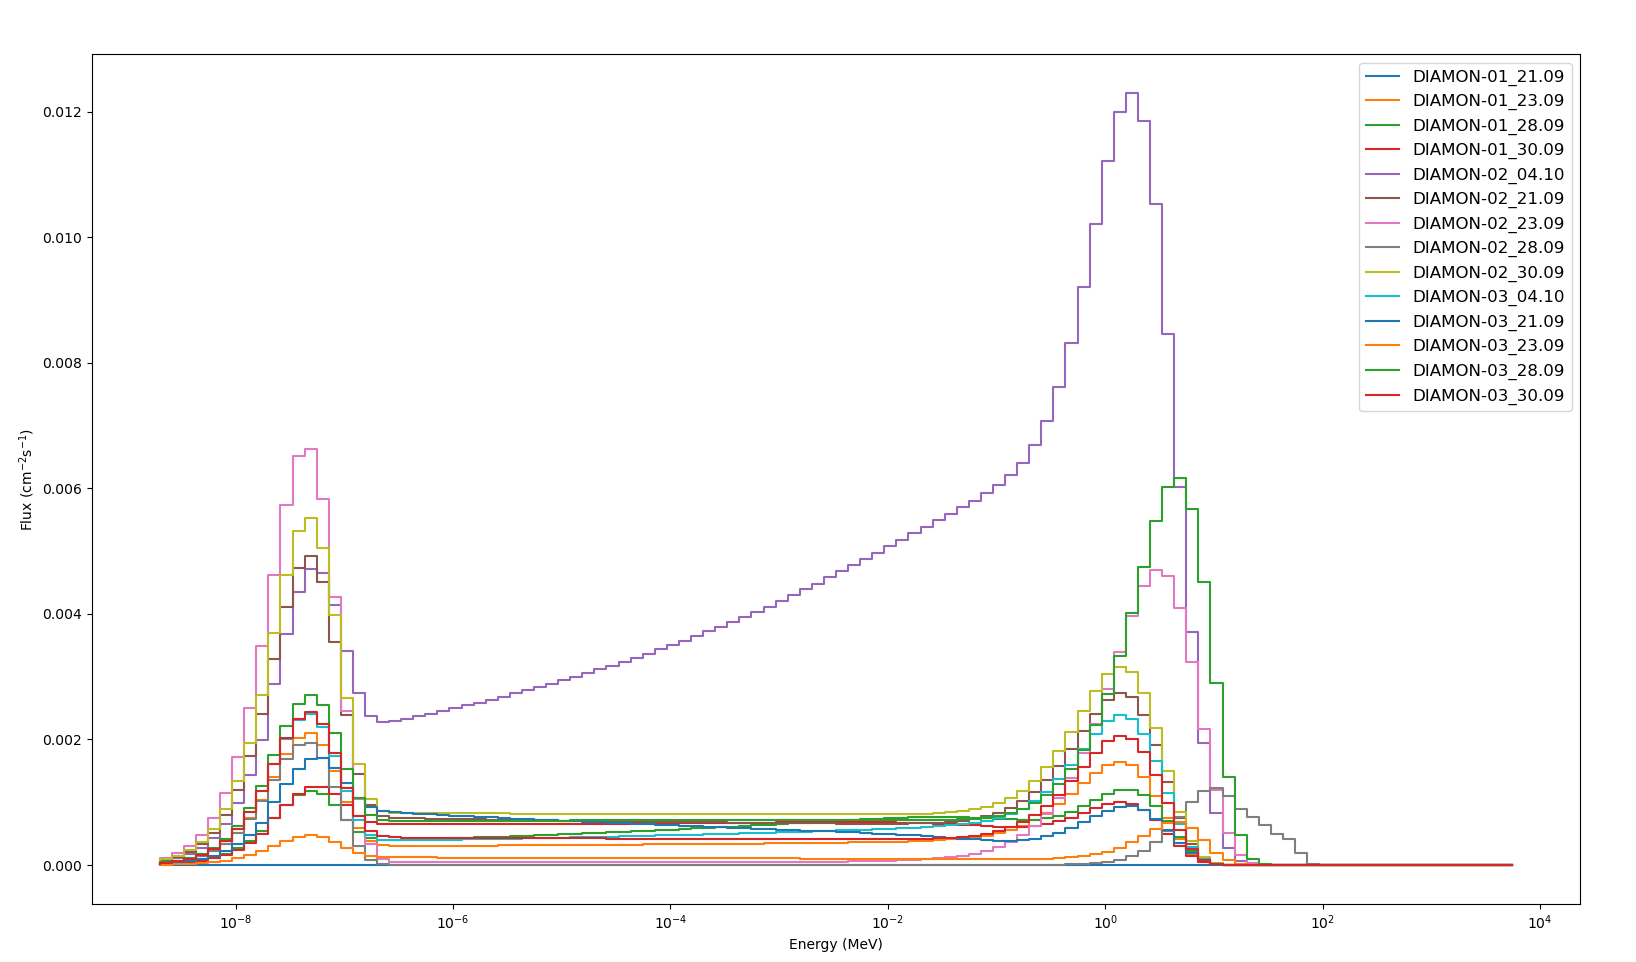 DIAMON-01_21.09
DIAMON-01_23.09
DIAMON-01_28.09
DIAMON-01_30.09
DIAMON-02_04.10
DIAMON-02_21.09
DIAMON-02_23.09
DIAMON-02_28.09
DIAMON-02_30.09
DIAMON-03_04.10
DIAMON-03_21.09
DIAMON-03_23.09
DIAMON-03_28.09
DIAMON-03_30.09
Flux (cm⁻²s⁻¹)
0.012
0.010
0.008
0.006
0.004
0.002
0.000
10⁻⁸ 10⁻⁶ 10⁻⁴ 10⁻² 10⁰ 10² 10⁴
Energy (MeV)